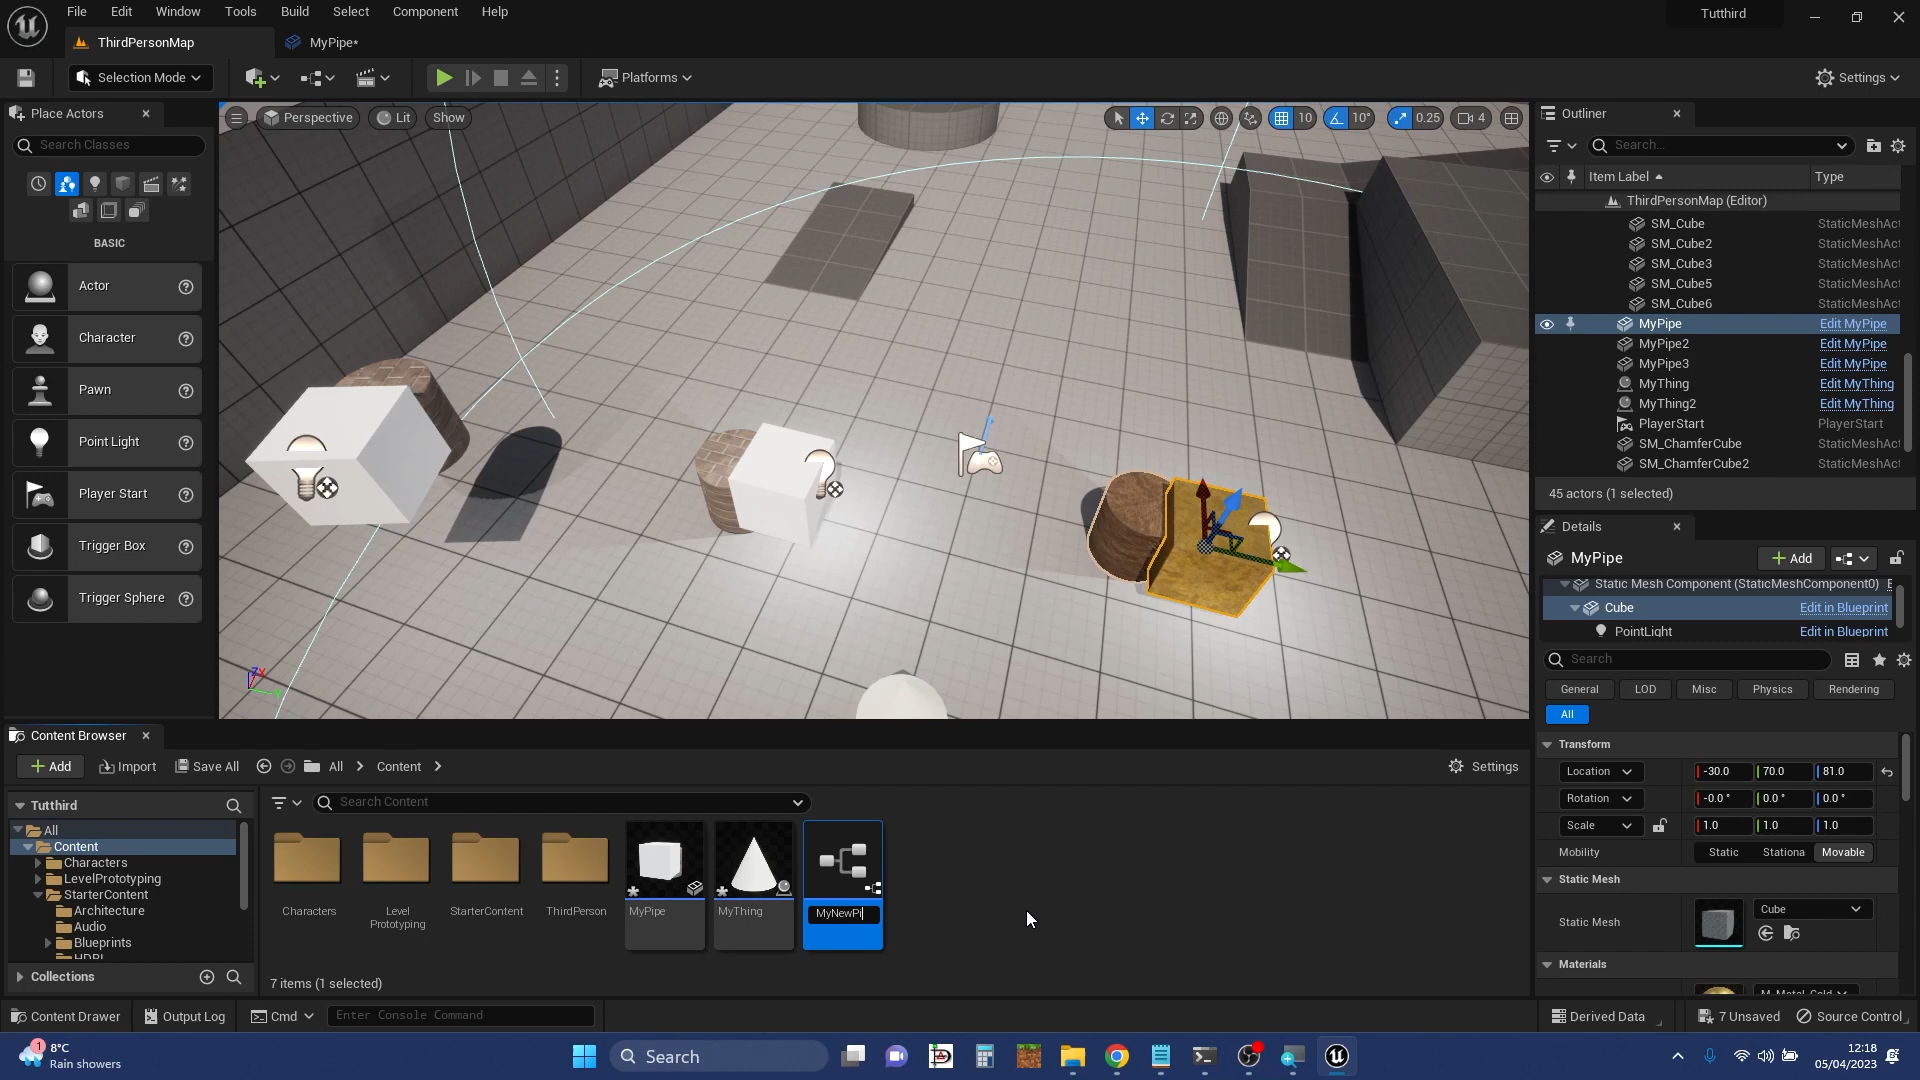 File Edit Window Tools Build Select Component Help
Tutthird
ThirdPersonMap
MyPipe*
Selection Mode
Platforms
Settings
Place Actors
Search Classes
BASIC
Actor
Character
Pawn
Point Light
Player Start
Trigger Box
Trigger Sphere
Perspective
Lit
Show
10
10°
0.25
4
Outliner
Search...
Item Label Type
ThirdPersonMap (Editor)
SM_Cube StaticMeshAct
SM_Cube2 StaticMeshAct
SM_Cube3 StaticMeshAct
SM_Cube5 StaticMeshAct
SM_Cube6 StaticMeshAct
MyPipe Edit MyPipe
MyPipe2 Edit MyPipe
MyPipe3 Edit MyPipe
MyThing Edit MyThing
MyThing2 Edit MyThing
PlayerStart PlayerStart
SM_ChamferCube StaticMeshAct
SM_ChamferCube2 StaticMeshAct
45 actors (1 selected)
Details
MyPipe
Add
Static Mesh Component (StaticMeshComponent0)
Cube Edit in Blueprint
PointLight Edit in Blueprint
Search
General LOD Misc Physics Rendering
All
Transform
Location -30.0 70.0 81.0
Rotation -0.0 ° 0.0 ° 0.0 °
Scale 1.0 1.0 1.0
Mobility Static Stationa Movable
Static Mesh
Static Mesh Cube
Materials
M_Metal_Gold
Content Browser
Add Import Save All All Content
Settings
Tutthird
All
Content
Characters
LevelPrototyping
StarterContent
Architecture
Audio
Blueprints
HDRI
Collections
Search Content
Characters
Level
Prototyping
StarterContent
ThirdPerson
MyPipe
MyThing
MyNewPi
7 items (1 selected)
Content Drawer Output Log Cmd Enter Console Command
Derived Data 7 Unsaved Source Control
1
8°C
Rain showers
Search
12:18
05/04/2023